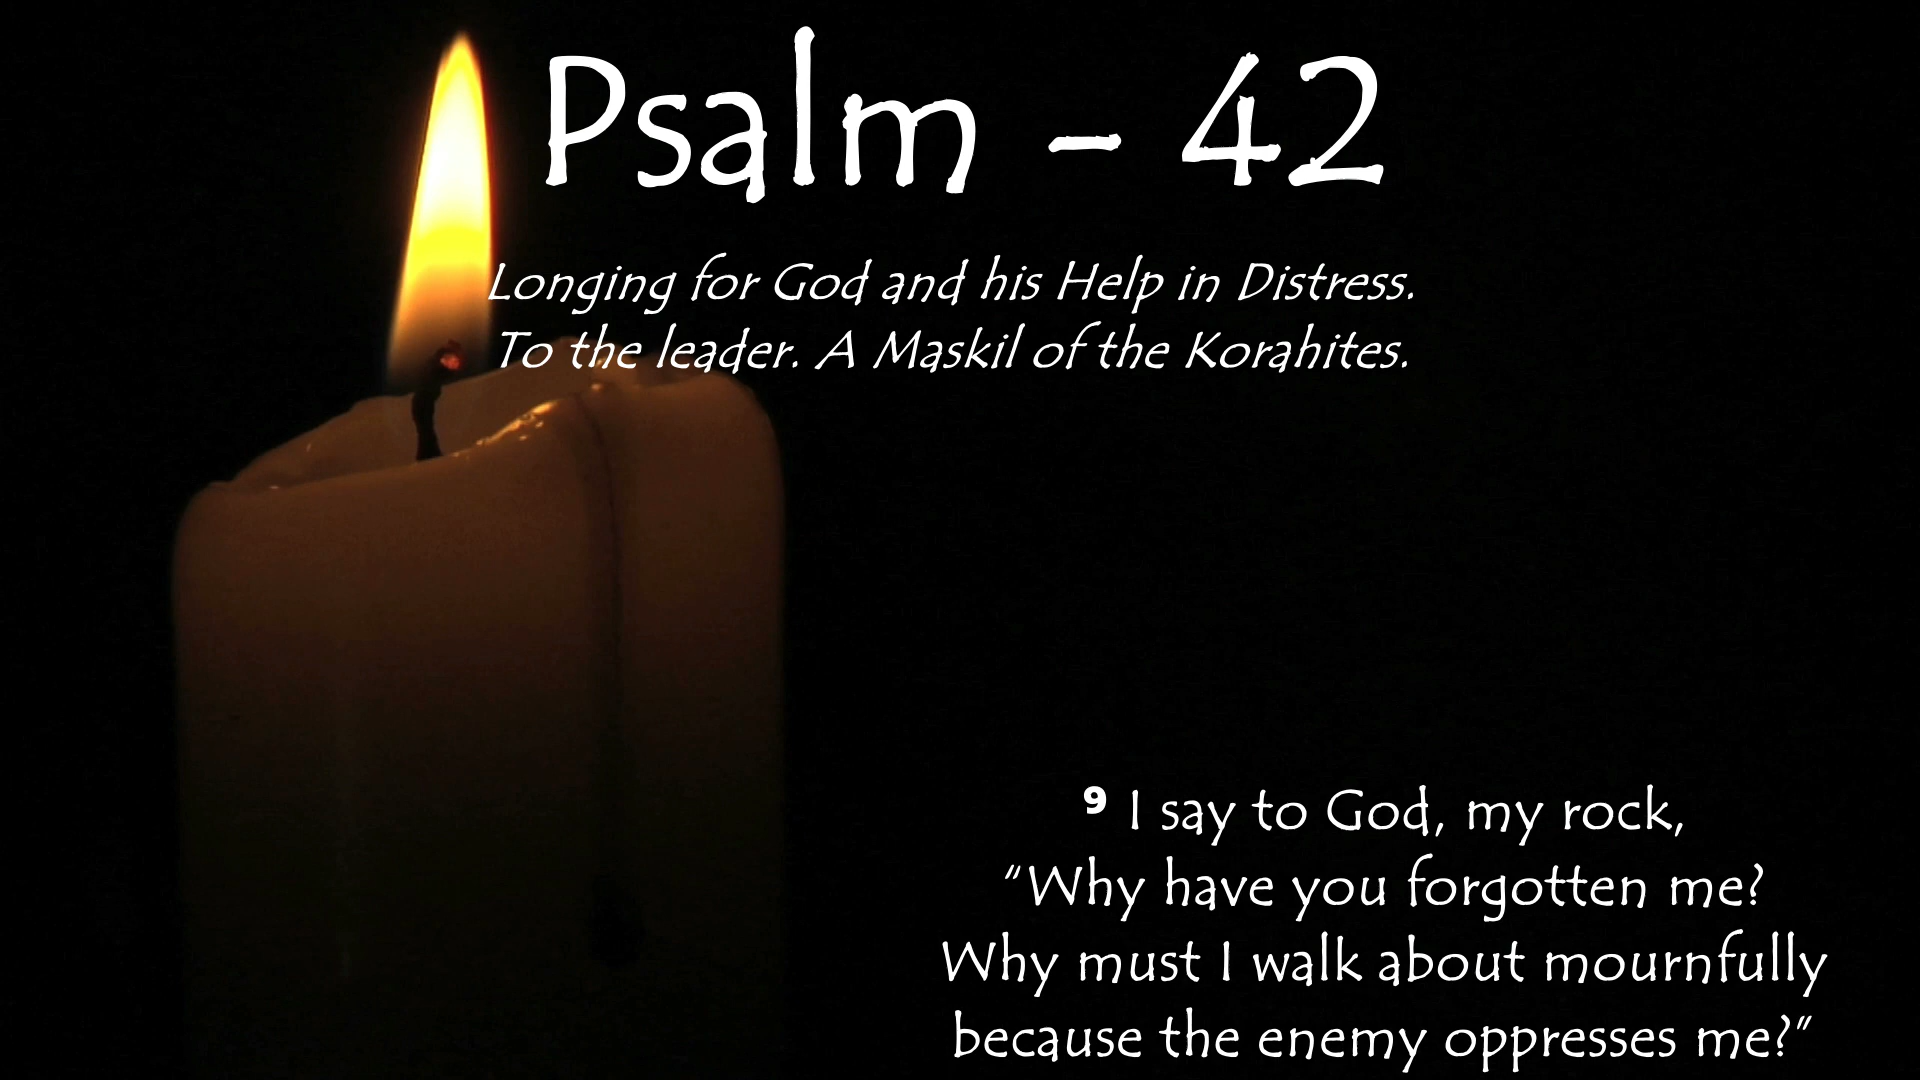 Psalm - 42
Longing for God and his Help in Distress.
To the leader. A Maskil of the Korahites.
9 I say to God, my rock,
“Why have you forgotten me?
Why must I walk about mournfully
because the enemy oppresses me?”